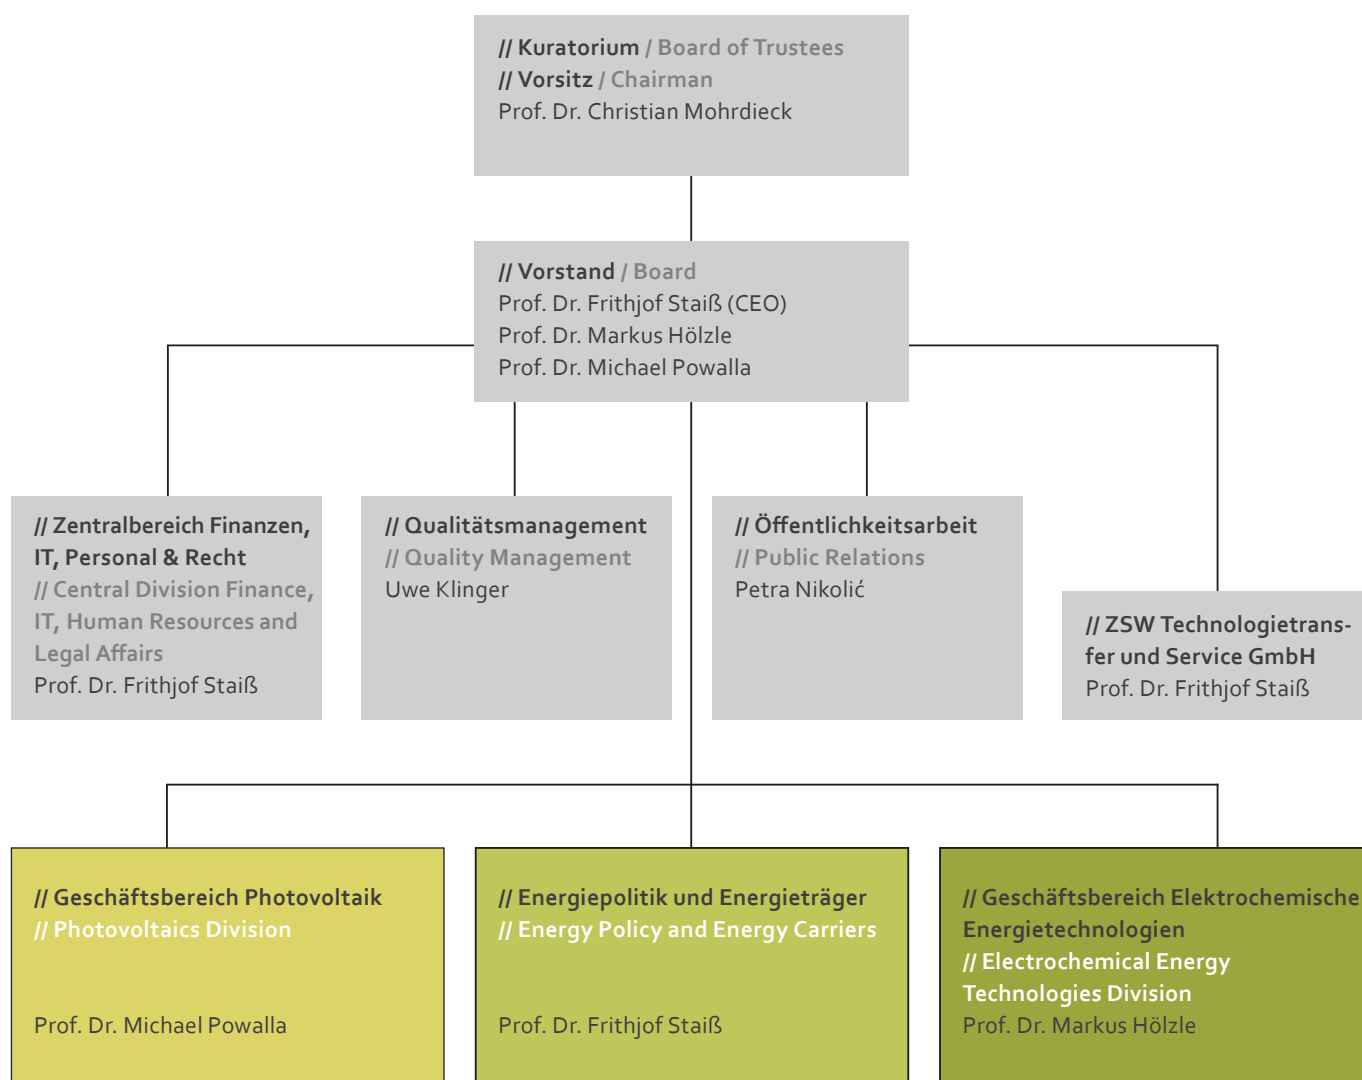 // Kuratorium / Board of Trustees
// Vorsitz / Chairman
Prof. Dr. Christian Mohrdieck
// Vorstand / Board
Prof. Dr. Frithjof Staiß (CEO)
Prof. Dr. Markus Hölzle
Prof. Dr. Michael Powalla
// Zentralbereich Finanzen,
IT, Personal & Recht
// Central Division Finance,
IT, Human Resources and
Legal Affairs
Prof. Dr. Frithjof Staiß
// Qualitätsmanagement
// Quality Management
Uwe Klinger
// Öffentlichkeitsarbeit
// Public Relations
Petra Nikolić
// ZSW Technologietrans-
fer und Service GmbH
Prof. Dr. Frithjof Staiß
// Geschäftsbereich Photovoltaik
// Photovoltaics Division
Prof. Dr. Michael Powalla
// Energiepolitik und Energieträger
// Energy Policy and Energy Carriers
Prof. Dr. Frithjof Staiß
// Geschäftsbereich Elektrochemische
Energietechnologien
// Electrochemical Energy
Technologies Division
Prof. Dr. Markus Hölzle